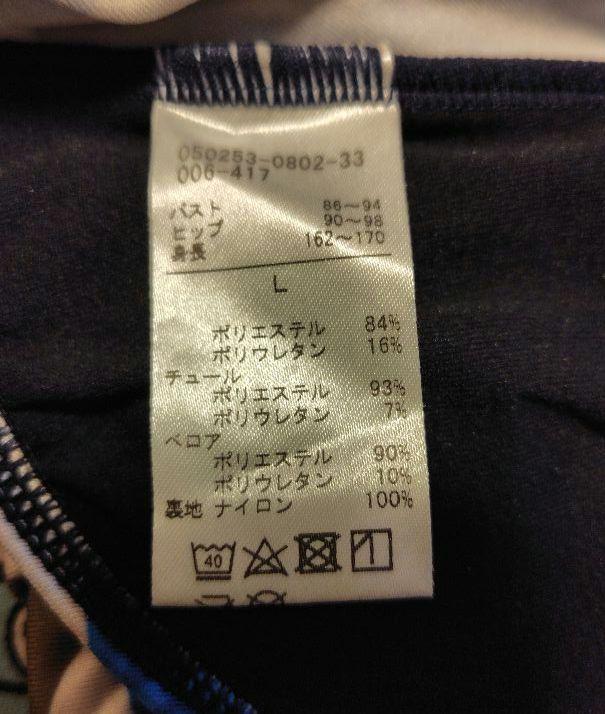 050253-0802-33
006-417
バスト 86〜94
ヒップ 90〜98
身長 162〜170
L
ポリエステル 84%
ポリウレタン 16%
チュール
ポリエステル 93%
ポリウレタン 7%
ベロア
ポリエステル 90%
ポリウレタン 10%
裏地 ナイロン 100%
40